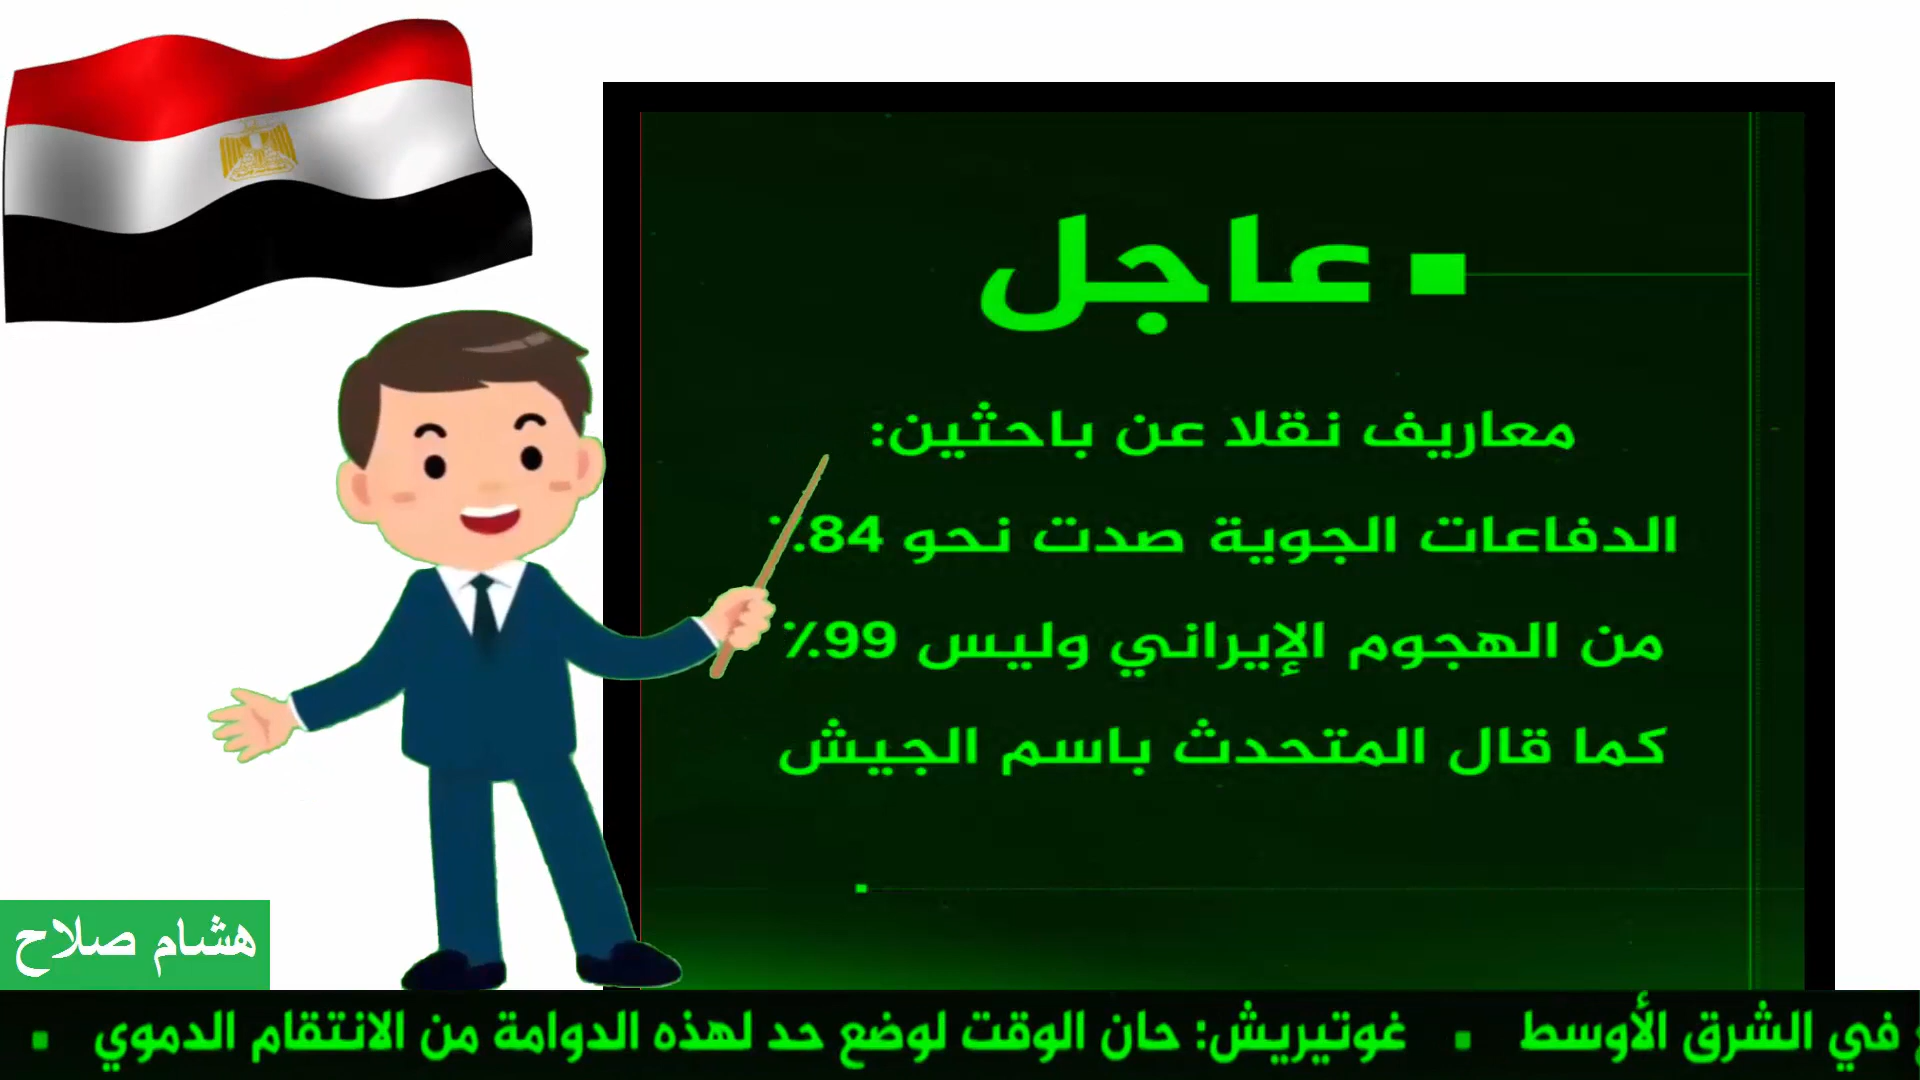 عاجل
معاريف نقلا عن باحثين:
الدفاعات الجوية صدت نحو 84٪
من الهجوم الإيراني وليس 99٪
كما قال المتحدث باسم الجيش
هشام صلاح
في الشرق الأوسط ▪ غوتيريش: حان الوقت لوضع حد لهذه الدوامة من الانتقام الدموي ▪